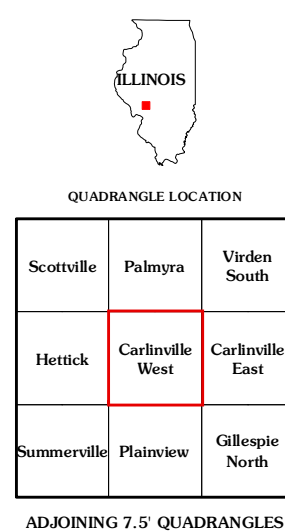 ILLINOIS
QUADRANGLE LOCATION
Scottville
Palmyra
Virden
South
Hettick
Carlinville
West
Carlinville
East
Summerville
Plainview
Gillespie
North
ADJOINING 7.5' QUADRANGLES